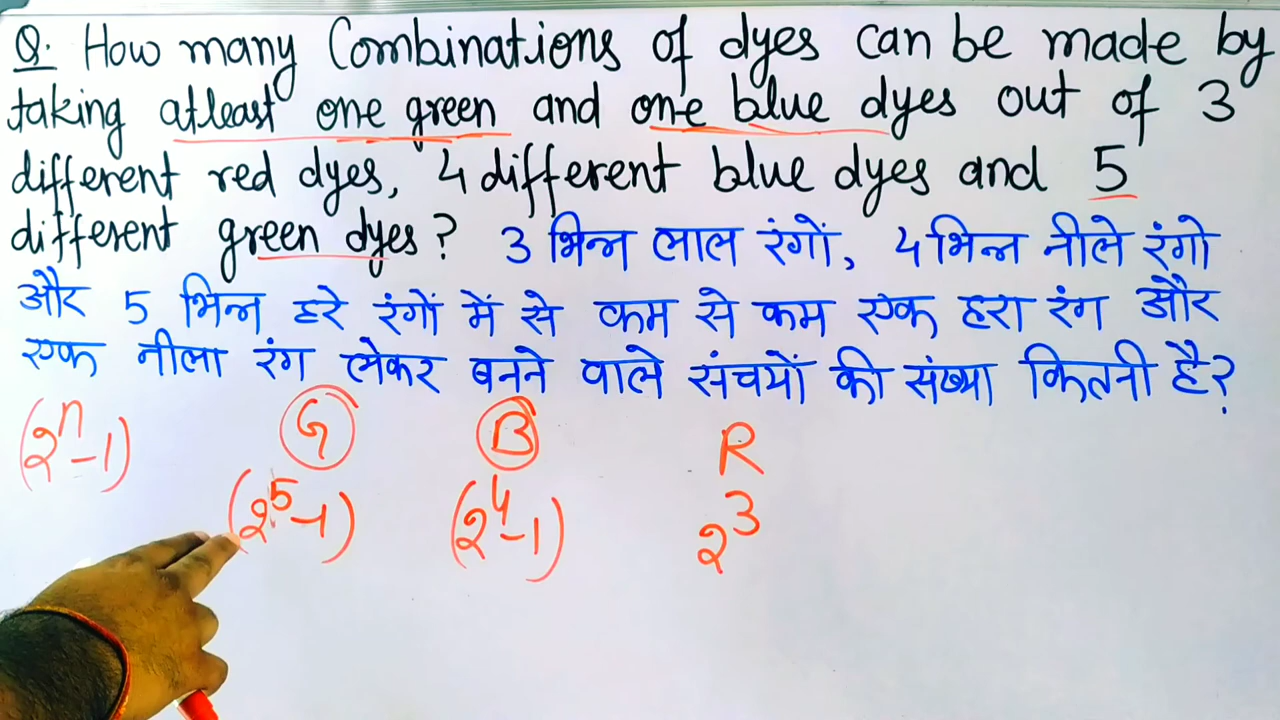 Q. How many Combinations of dyes can be made by
taking atleast one green and one blue dyes out of 3
different red dyes, 4 different blue dyes and 5
different green dyes? 3 भिन्न लाल रंगों, 4 भिन्न नीले रंगो
और 5 भिन्न हरे रंगों में से कम से कम एक हरा रंग और
एक नीला रंग लेकर बनने वाले संचयों की संख्या कितनी है?
(2ⁿ-1) G B R
(2⁵-1) (2⁴-1) 2³